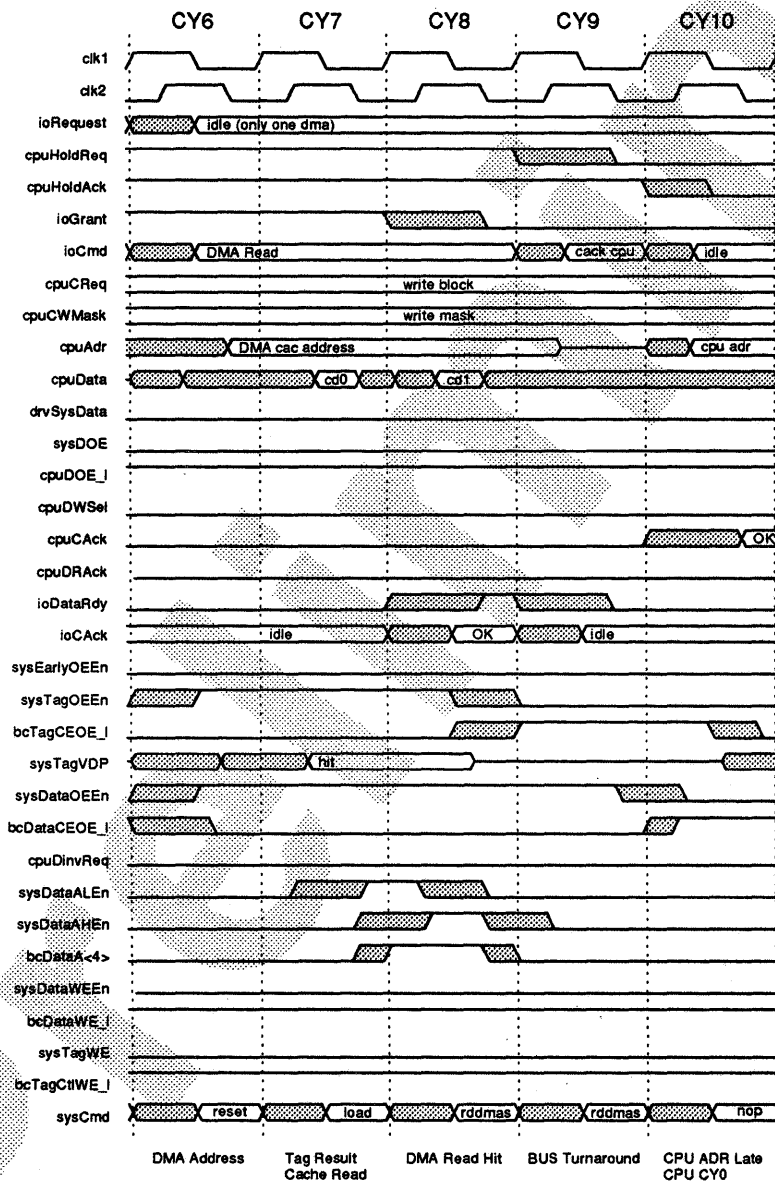 CY6 CY7 CY8 CY9 CY10
clk1
clk2
ioRequest idle (only one dma)
cpuHoldReq
cpuHoldAck
ioGrant
ioCmd DMA Read cack cpu idle
cpuCReq write block
cpuCWMask write mask
cpuAdr DMA cac address cpu adr
cpuData cd0 cd1
drvSysData
sysDOE
cpuDOE_l
cpuDWSel
cpuCAck OK
cpuDRAck
ioDataRdy
ioCAck idle OK idle
sysEarlyOEEn
sysTagOEEn
bcTagCEOE_l
sysTagVDP hit
sysDataOEEn
bcDataCEOE_l
cpuDinvReq
sysDataALEn
sysDataAHEn
bcDataA<4>
sysDataWEEn
bcDataWE_l
sysTagWE
bcTagCtlWE_l
sysCmd reset load rddmas rddmas nop
DMA Address Tag Result DMA Read Hit BUS Turnaround CPU ADR Late
Cache Read CPU CY0